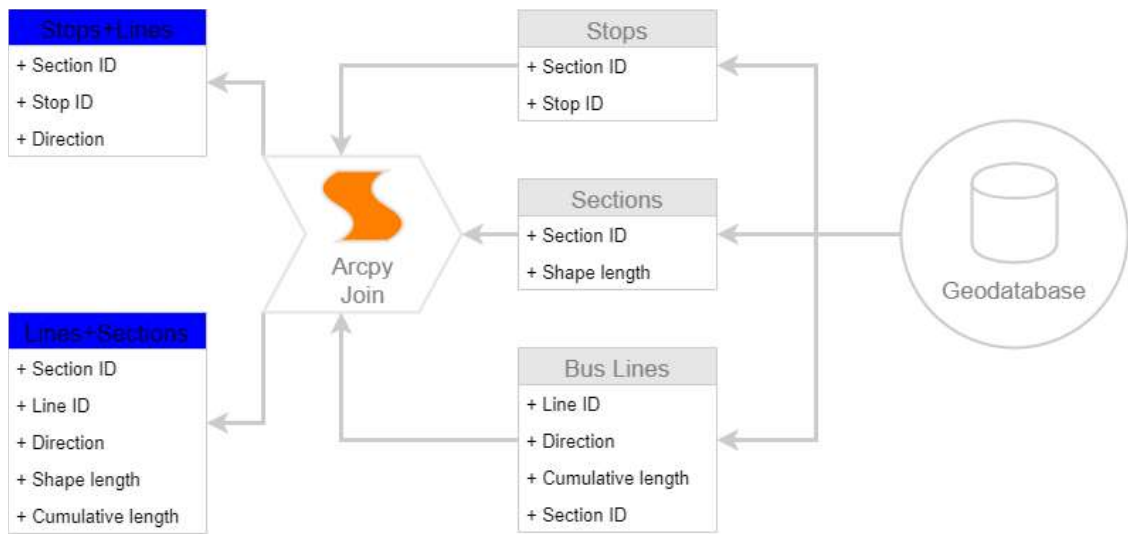 Stops+Lines
+ Section ID
+ Stop ID
+ Direction
Lines+Sections
+ Section ID
+ Line ID
+ Direction
+ Shape length
+ Cumulative length
Arcpy
Join
Stops
+ Section ID
+ Stop ID
Sections
+ Section ID
+ Shape length
Bus Lines
+ Line ID
+ Direction
+ Cumulative length
+ Section ID
Geodatabase